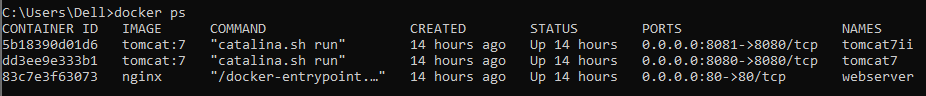 C:\Users\Dell>docker ps
CONTAINER ID   IMAGE      COMMAND                  CREATED        STATUS        PORTS                    NAMES
5b18390d01d6   tomcat:7   "catalina.sh run"        14 hours ago   Up 14 hours   0.0.0.0:8081->8080/tcp   tomcat7ii
dd3ee9e333b1   tomcat:7   "catalina.sh run"        14 hours ago   Up 14 hours   0.0.0.0:8080->8080/tcp   tomcat7
83c7e3f63073   nginx      "/docker-entrypoint.…"   14 hours ago   Up 14 hours   0.0.0.0:80->80/tcp       webserver